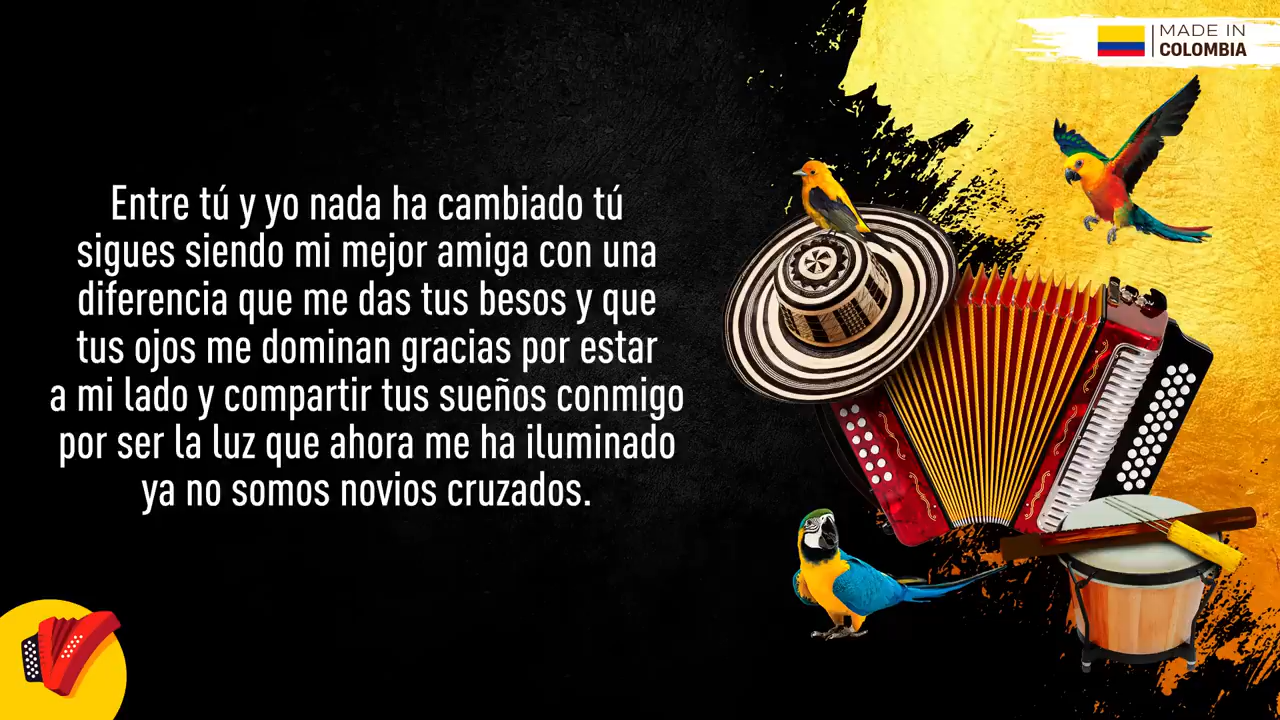 MADE IN
COLOMBIA
Entre tú y yo nada ha cambiado tú
sigues siendo mi mejor amiga con una
diferencia que me das tus besos y que
tus ojos me dominan gracias por estar
a mi lado y compartir tus sueños conmigo
por ser la luz que ahora me ha iluminado
ya no somos novios cruzados.